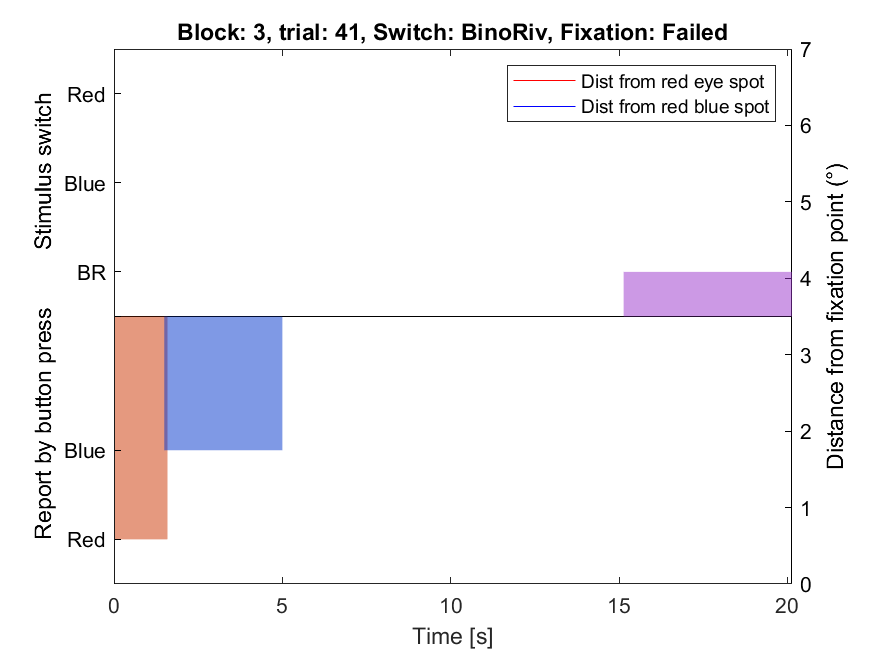 Block: 3, trial: 41, Switch: BinoRiv, Fixation: Failed
Dist from red eye spot
Dist from red blue spot
Stimulus switch
Red
Blue
BR
Report by button press
Blue
Red
7
6
5
4
3
2
1
0
Distance from fixation point (°)
0 5 10 15 20
Time [s]